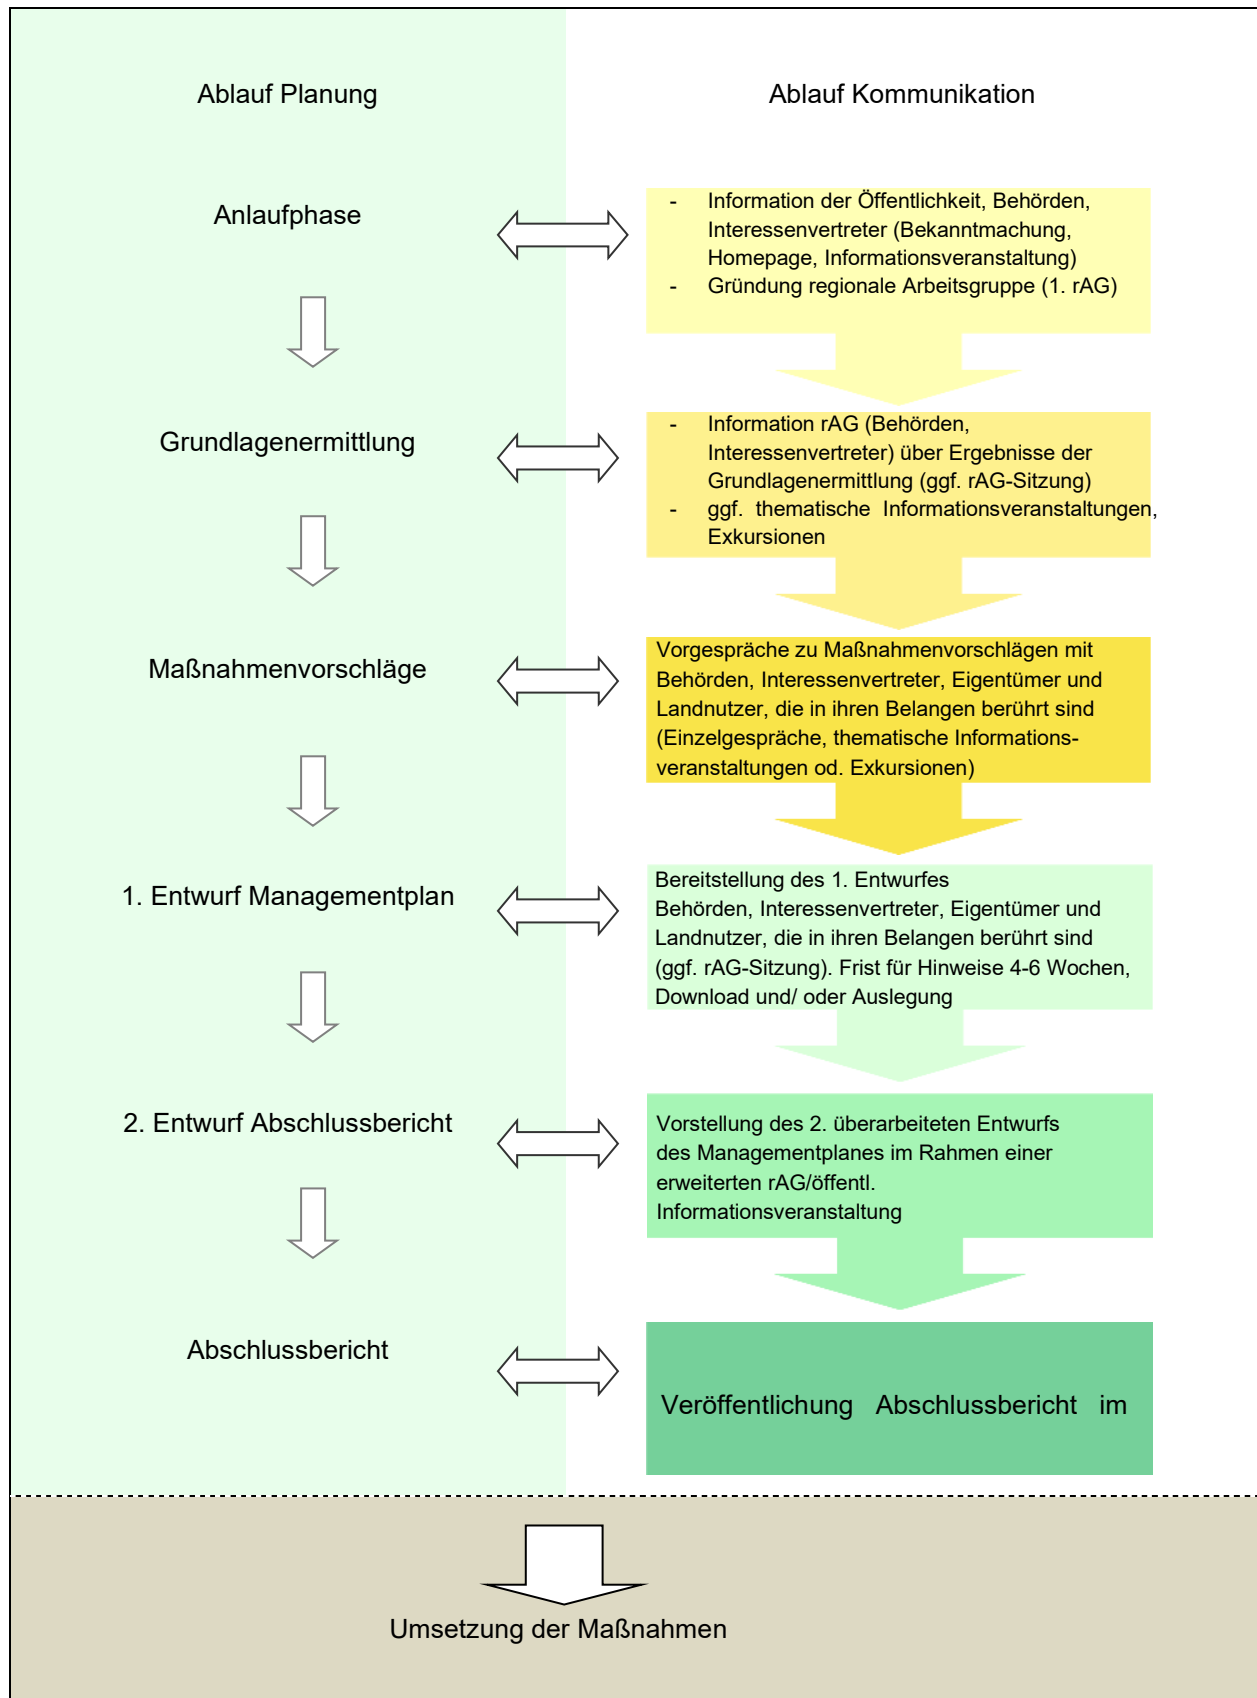 Ablauf Planung
Ablauf Kommunikation
Anlaufphase
- Information der Öffentlichkeit, Behörden,
Interessenvertreter (Bekanntmachung,
Homepage, Informationsveranstaltung)
- Gründung regionale Arbeitsgruppe (1. rAG)
Grundlagenermittlung
- Information rAG (Behörden,
Interessenvertreter) über Ergebnisse der
Grundlagenermittlung (ggf. rAG-Sitzung)
- ggf. thematische Informationsveranstaltungen,
Exkursionen
Maßnahmenvorschläge
Vorgespräche zu Maßnahmenvorschlägen mit
Behörden, Interessenvertreter, Eigentümer und
Landnutzer, die in ihren Belangen berührt sind
(Einzelgespräche, thematische Informations-
veranstaltungen od. Exkursionen)
1. Entwurf Managementplan
Bereitstellung des 1. Entwurfes
Behörden, Interessenvertreter, Eigentümer und
Landnutzer, die in ihren Belangen berührt sind
(ggf. rAG-Sitzung). Frist für Hinweise 4-6 Wochen,
Download und/ oder Auslegung
2. Entwurf Abschlussbericht
Vorstellung des 2. überarbeiteten Entwurfs
des Managementplanes im Rahmen einer
erweiterten rAG/öffentl.
Informationsveranstaltung
Abschlussbericht
Veröffentlichung Abschlussbericht im
Umsetzung der Maßnahmen